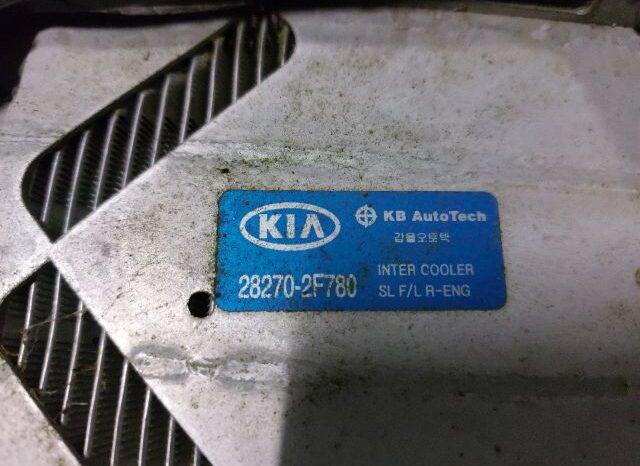 KIA
KB AutoTech
갑을오토텍
28270-2F780
INTER COOLER
SL F/L R-ENG